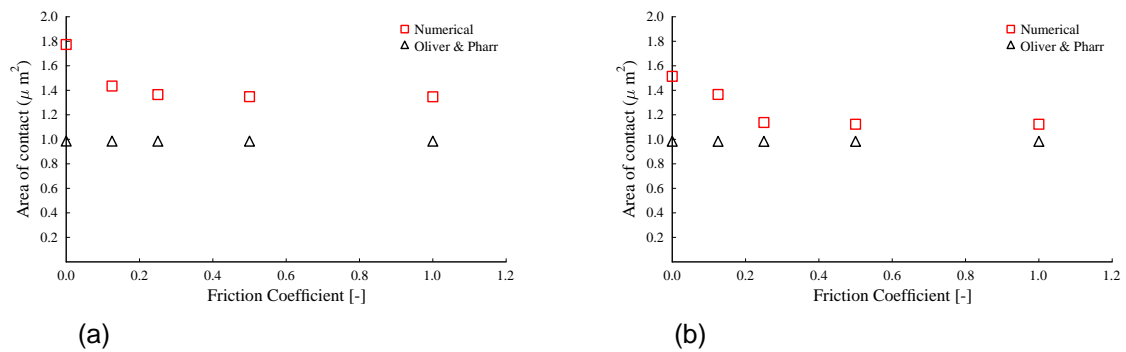 2.0
1.8
1.6
1.4
1.2
1.0
0.8
0.6
0.4
0.2
Area of contact (μ m²)
Numerical
Oliver & Pharr
0.0 0.2 0.4 0.6 0.8 1.0 1.2
Friction Coefficient [-]
(a)
2.0
1.8
1.6
1.4
1.2
1.0
0.8
0.6
0.4
0.2
Area of contact (μ m²)
Numerical
Oliver & Pharr
0.0 0.2 0.4 0.6 0.8 1.0 1.2
Friction Coefficient [-]
(b)